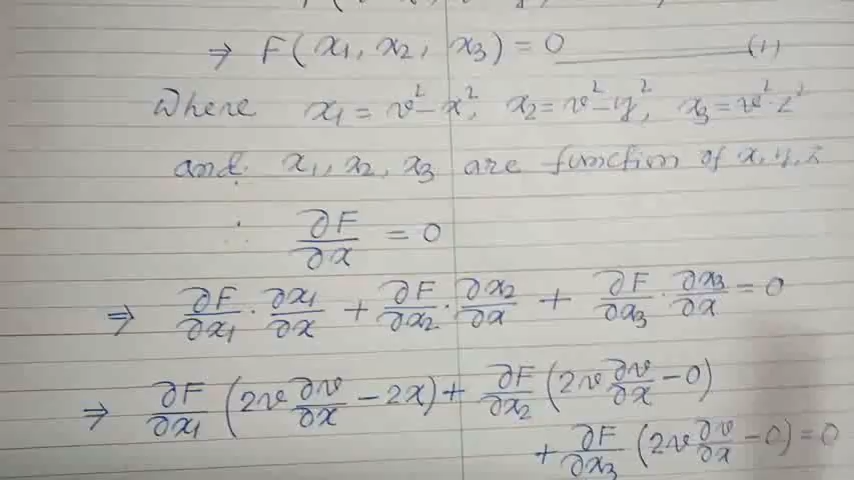 ⇒ F(x₁, x₂, x₃) = 0 ——— (1)
Where x₁ = v² - x², x₂ = v² - y², x₃ = v² - z²
and x₁, x₂, x₃ are function of x, y, z
∴ ∂F/∂x = 0
⇒ ∂F/∂x₁ · ∂x₁/∂x + ∂F/∂x₂ · ∂x₂/∂x + ∂F/∂x₃ · ∂x₃/∂x = 0
⇒ ∂F/∂x₁ (2v ∂v/∂x - 2x) + ∂F/∂x₂ (2v ∂v/∂x - 0)
+ ∂F/∂x₃ (2v ∂v/∂x - 0) = 0